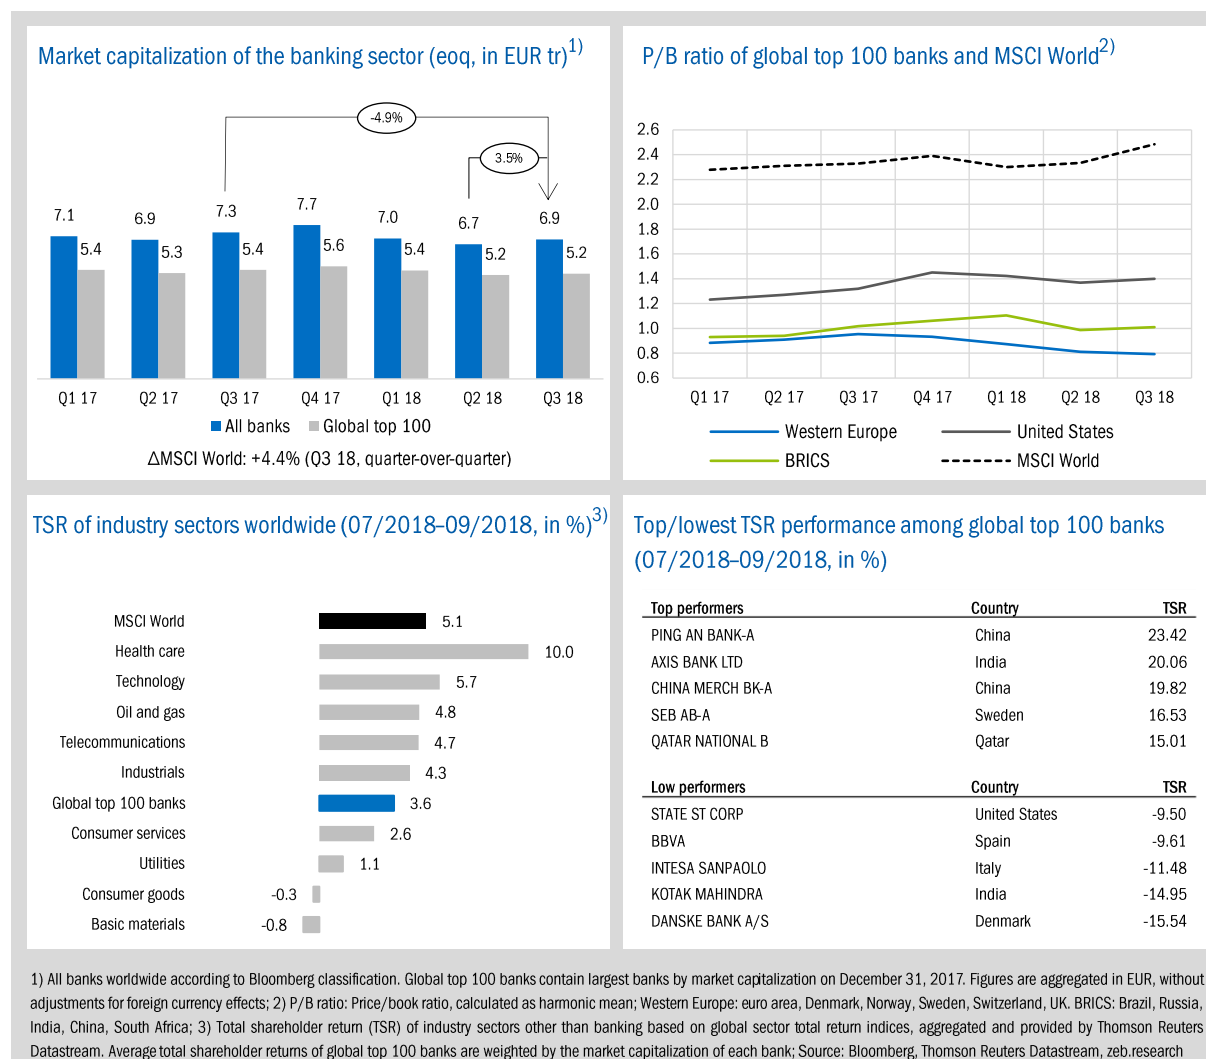 Market capitalization of the banking sector (eoq, in EUR tr)1)
-4.9%
3.5%
7.1 6.9 7.3 7.7 7.0 6.7 6.9
5.4 5.3 5.4 5.6 5.4 5.2 5.2
Q1 17 Q2 17 Q3 17 Q4 17 Q1 18 Q2 18 Q3 18
All banks Global top 100
ΔMSCI World: +4.4% (Q3 18, quarter-over-quarter)
P/B ratio of global top 100 banks and MSCI World2)
2.6
2.4
2.2
2.0
1.8
1.6
1.4
1.2
1.0
0.8
0.6
Q1 17 Q2 17 Q3 17 Q4 17 Q1 18 Q2 18 Q3 18
Western Europe United States
BRICS MSCI World
TSR of industry sectors worldwide (07/2018–09/2018, in %)3)
MSCI World 5.1
Health care 10.0
Technology 5.7
Oil and gas 4.8
Telecommunications 4.7
Industrials 4.3
Global top 100 banks 3.6
Consumer services 2.6
Utilities 1.1
Consumer goods -0.3
Basic materials -0.8
Top/lowest TSR performance among global top 100 banks
(07/2018–09/2018, in %)
Top performers Country TSR
PING AN BANK-A China 23.42
AXIS BANK LTD India 20.06
CHINA MERCH BK-A China 19.82
SEB AB-A Sweden 16.53
QATAR NATIONAL B Qatar 15.01
Low performers Country TSR
STATE ST CORP United States -9.50
BBVA Spain -9.61
INTESA SANPAOLO Italy -11.48
KOTAK MAHINDRA India -14.95
DANSKE BANK A/S Denmark -15.54
1) All banks worldwide according to Bloomberg classification. Global top 100 banks contain largest banks by market capitalization on December 31, 2017. Figures are aggregated in EUR, without
adjustments for foreign currency effects; 2) P/B ratio: Price/book ratio, calculated as harmonic mean; Western Europe: euro area, Denmark, Norway, Sweden, Switzerland, UK. BRICS: Brazil, Russia,
India, China, South Africa; 3) Total shareholder return (TSR) of industry sectors other than banking based on global sector total return indices, aggregated and provided by Thomson Reuters
Datastream. Average total shareholder returns of global top 100 banks are weighted by the market capitalization of each bank; Source: Bloomberg, Thomson Reuters Datastream, zeb.research